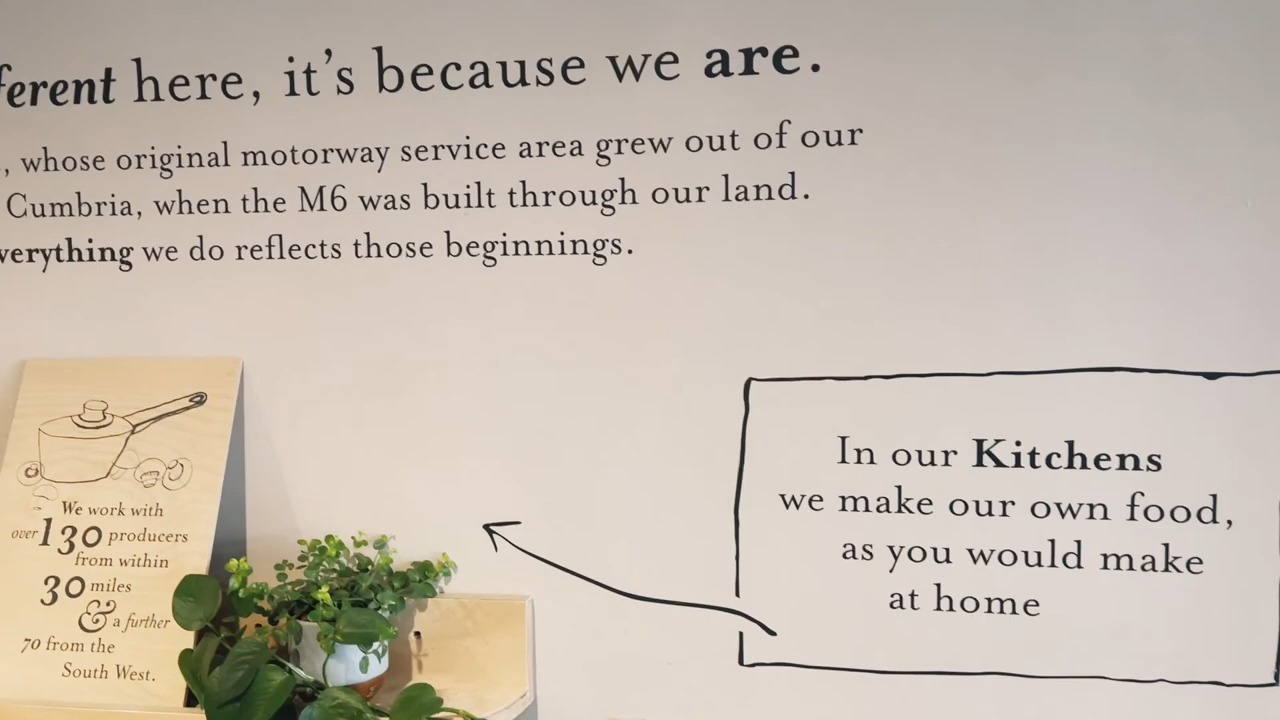 ferent here, it's because we are.
, whose original motorway service area grew out of our
Cumbria, when the M6 was built through our land.
verything we do reflects those beginnings.
We work with
over 130 producers
from within
30 miles
& a further
70 from the
South West.
In our Kitchens
we make our own food,
as you would make
at home